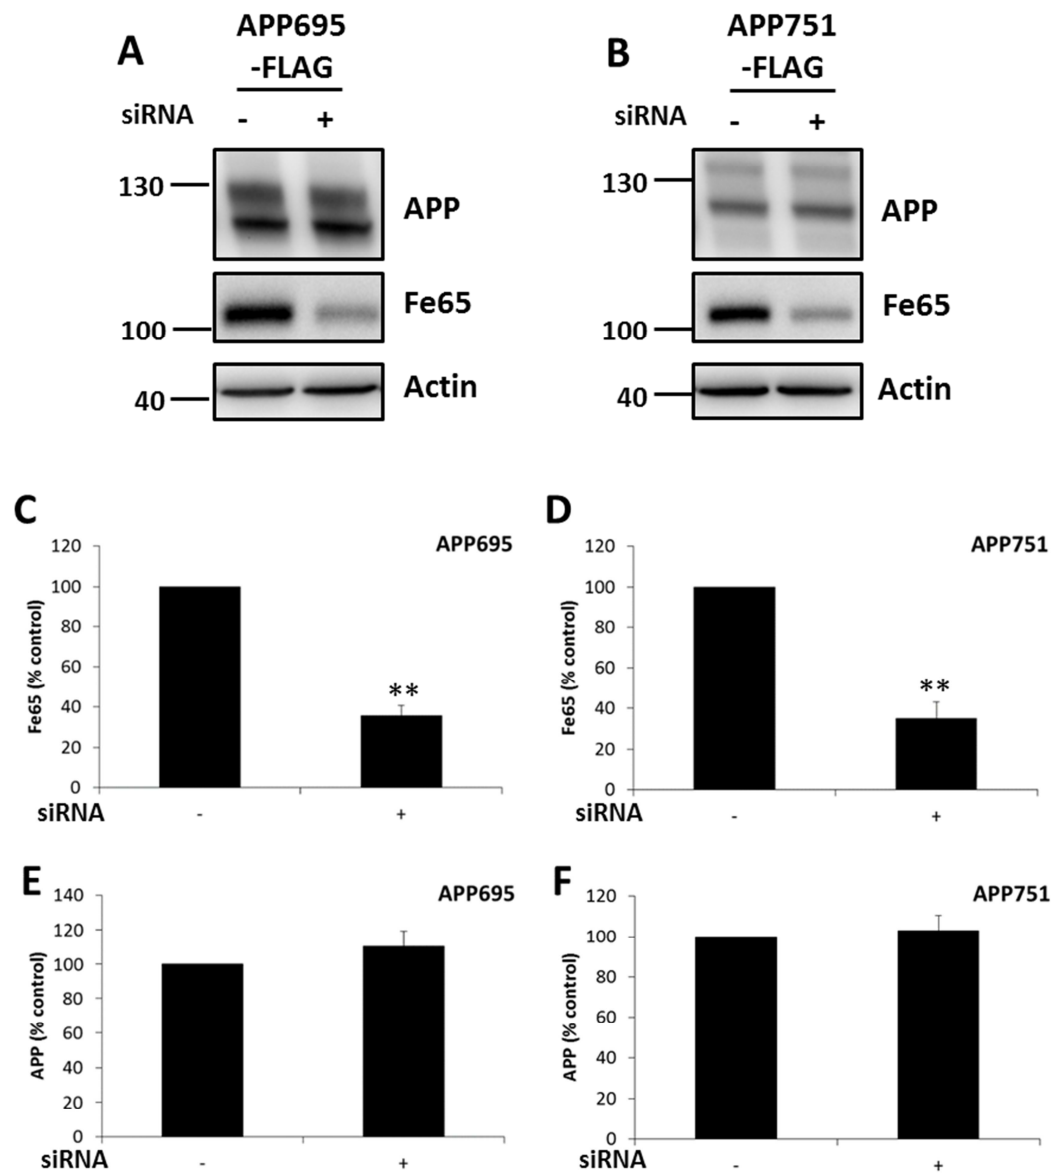 A
APP695
-FLAG
siRNA - +
130
APP
Fe65
100
Actin
40
B
APP751
-FLAG
siRNA - +
130
APP
Fe65
100
Actin
40
C
APP695
Fe65 (% control)
120
100
80
60
40
20
0
**
siRNA - +
D
APP751
Fe65 (% control)
120
100
80
60
40
20
0
**
siRNA - +
E
APP695
APP (% control)
140
120
100
80
60
40
20
0
siRNA - +
F
APP751
APP (% control)
120
100
80
60
40
20
0
siRNA - +